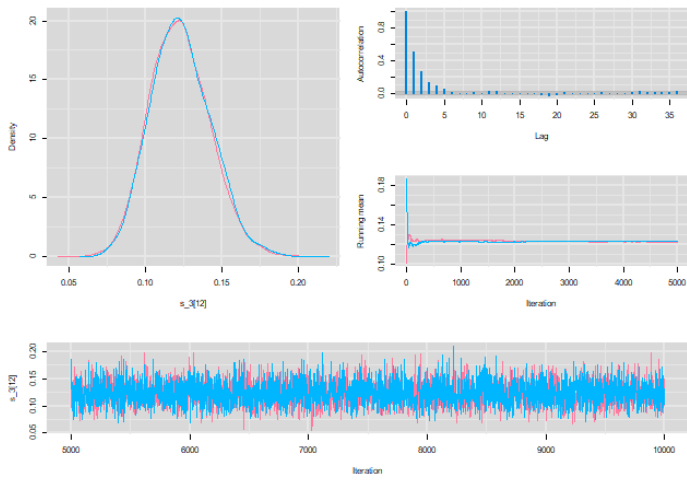 Density
20
15
10
5
0
0.05 0.10 0.15 0.20
s_3[12]
Autocorrelation
0.8
0.4
0.0
0 5 10 15 20 25 30 35
Lag
Running mean
0.18
0.14
0.10
0 1000 2000 3000 4000 5000
Iteration
s_3[12]
0.20
0.15
0.10
0.05
5000 6000 7000 8000 9000 10000
Iteration